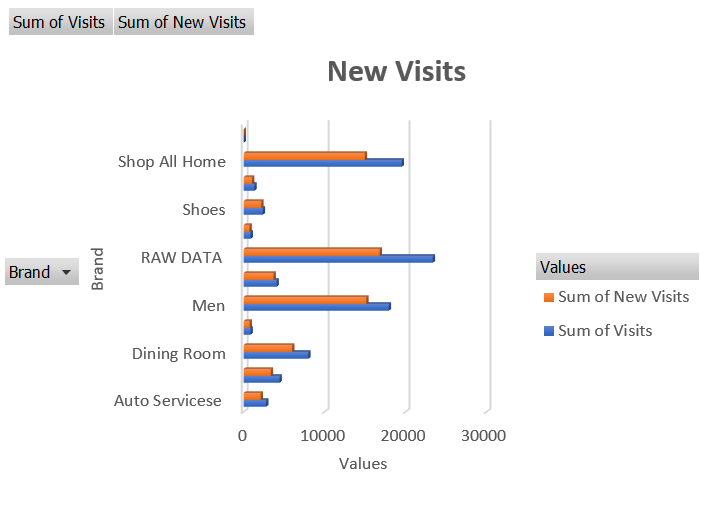 Sum of Visits Sum of New Visits
New Visits
Shop All Home
Shoes
RAW DATA
Men
Dining Room
Auto Servicese
Brand
Brand
0 10000 20000 30000
Values
Values
Sum of New Visits
Sum of Visits